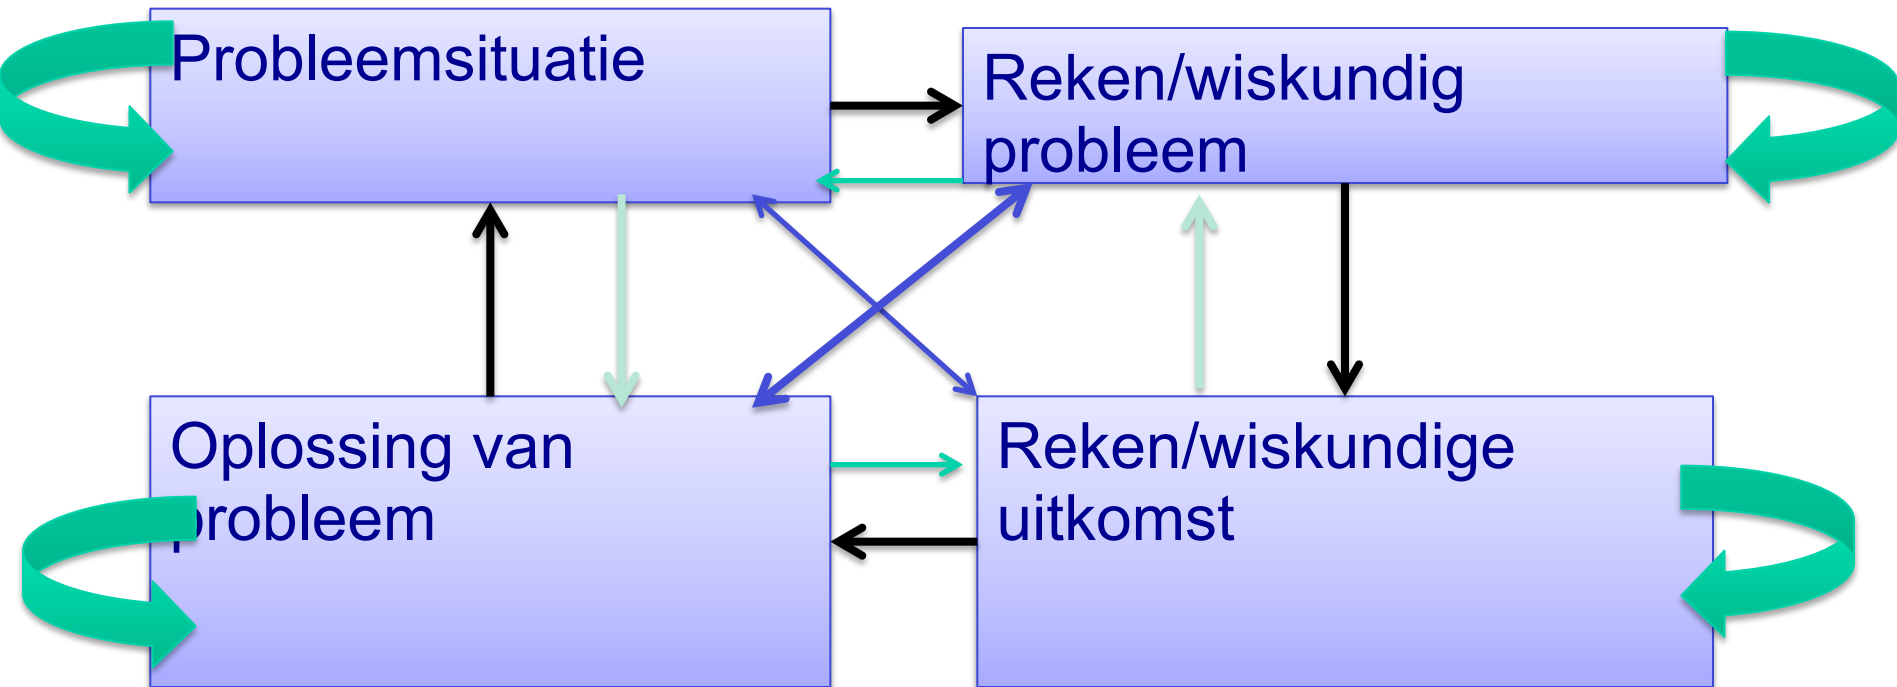 Probleemsituatie
Reken/wiskundig
probleem
Oplossing van
probleem
Reken/wiskundige
uitkomst